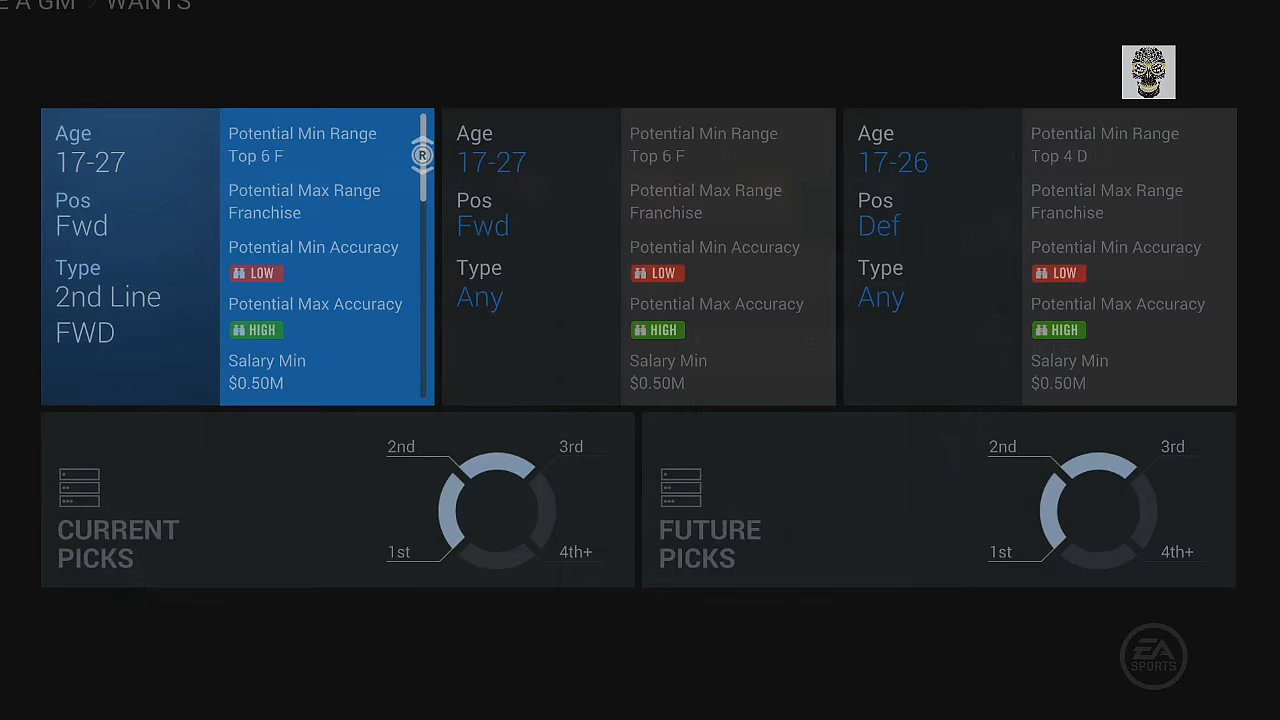 E A GM > WANTS
Age
17-27
Pos
Fwd
Type
2nd Line
FWD
Potential Min Range
Top 6 F
Potential Max Range
Franchise
Potential Min Accuracy
LOW
Potential Max Accuracy
HIGH
Salary Min
$0.50M
R
Age
17-27
Pos
Fwd
Type
Any
Potential Min Range
Top 6 F
Potential Max Range
Franchise
Potential Min Accuracy
LOW
Potential Max Accuracy
HIGH
Salary Min
$0.50M
Age
17-26
Pos
Def
Type
Any
Potential Min Range
Top 4 D
Potential Max Range
Franchise
Potential Min Accuracy
LOW
Potential Max Accuracy
HIGH
Salary Min
$0.50M
CURRENT
PICKS
2nd
3rd
1st
4th+
FUTURE
PICKS
2nd
3rd
1st
4th+
EA
SPORTS